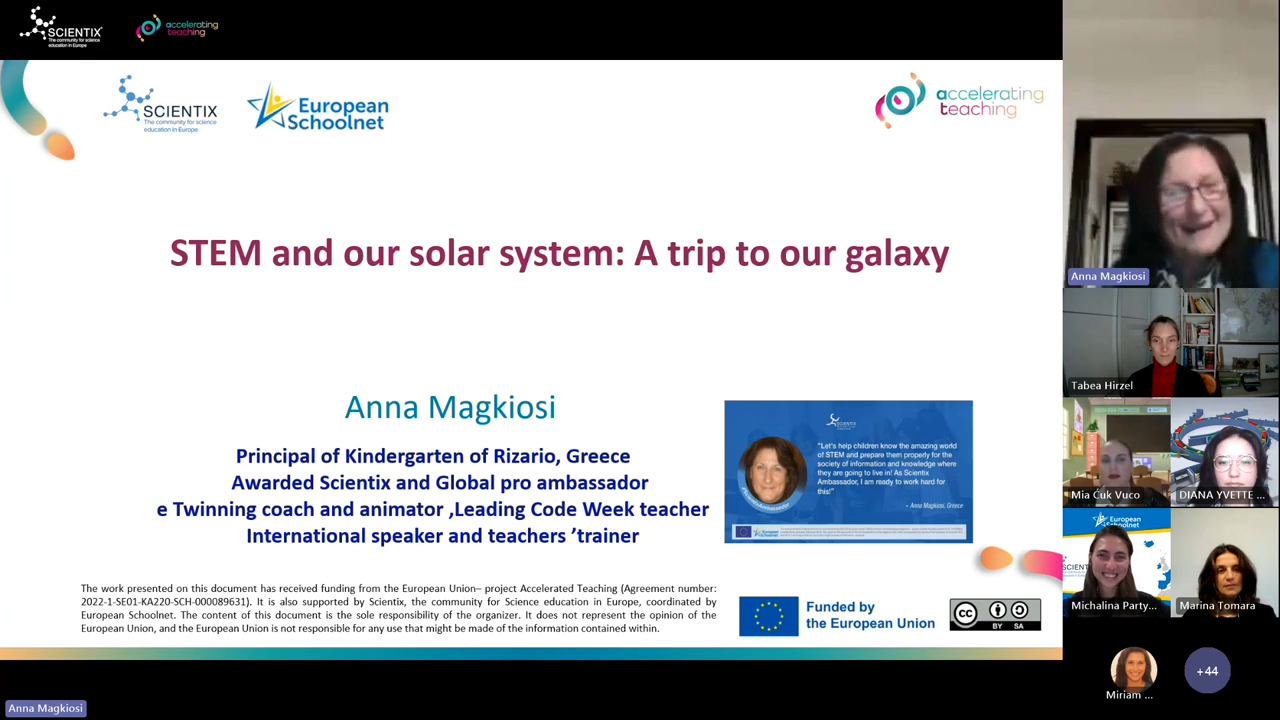 SCIENTIX
The community for science
education in Europe
accelerating
teaching
SCIENTIX
The community for science
education in Europe
European
Schoolnet
accelerating
teaching
STEM and our solar system: A trip to our galaxy
Anna Magkiosi
Principal of Kindergarten of Rizario, Greece
Awarded Scientix and Global pro ambassador
e Twinning coach and animator ,Leading Code Week teacher
International speaker and teachers ’trainer
SCIENTIX
"Let's help children know the amazing world
of STEM and prepare them properly for the
society of information and knowledge where
they are going to live in! As Scientix
Ambassador, I am ready to work hard for
this!"
– Anna Magkiosi, Greece
The work presented on this document has received funding from the European Union– project Accelerated Teaching (Agreement number:
2022-1-SE01-KA220-SCH-000089631). It is also supported by Scientix, the community for Science education in Europe, coordinated by
European Schoolnet. The content of this document is the sole responsibility of the organizer. It does not represent the opinion of the
European Union, and the European Union is not responsible for any use that might be made of the information contained within.
Funded by
the European Union
CC
BY SA
Anna Magkiosi
Tabea Hirzel
Mia Ćuk Vuco
DIANA YVETTE ...
European
Schoolnet
Michalina Party...
Marina Tomara
Miriam ...
+44
Anna Magkiosi